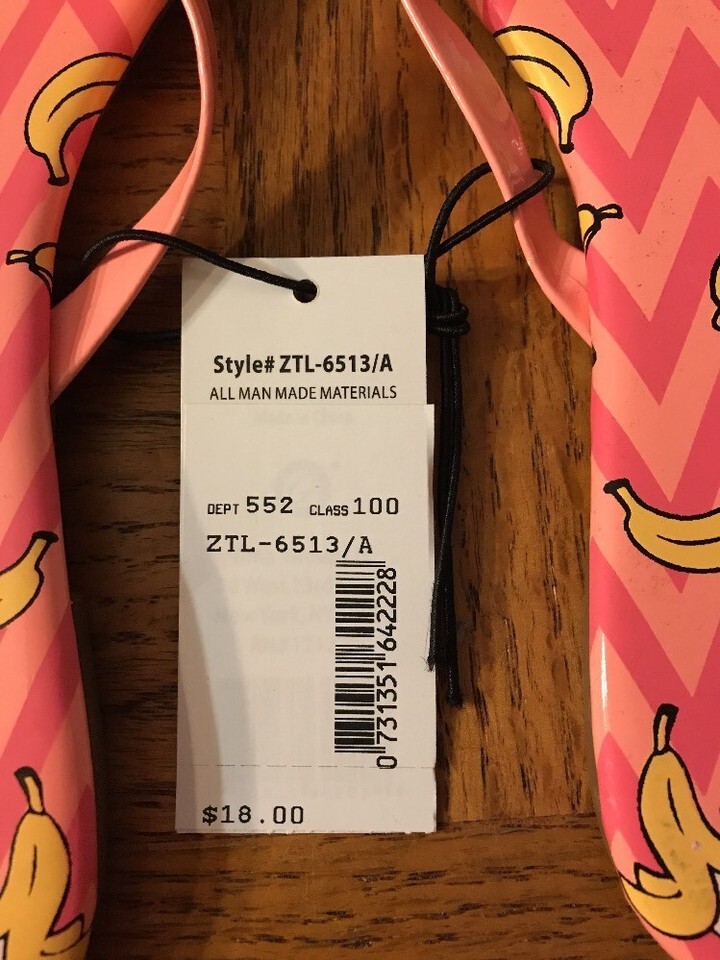 Style# ZTL-6513/A
ALL MAN MADE MATERIALS
DEPT 552 CLASS 100
ZTL-6513/A
0 731351 642228
$18.00